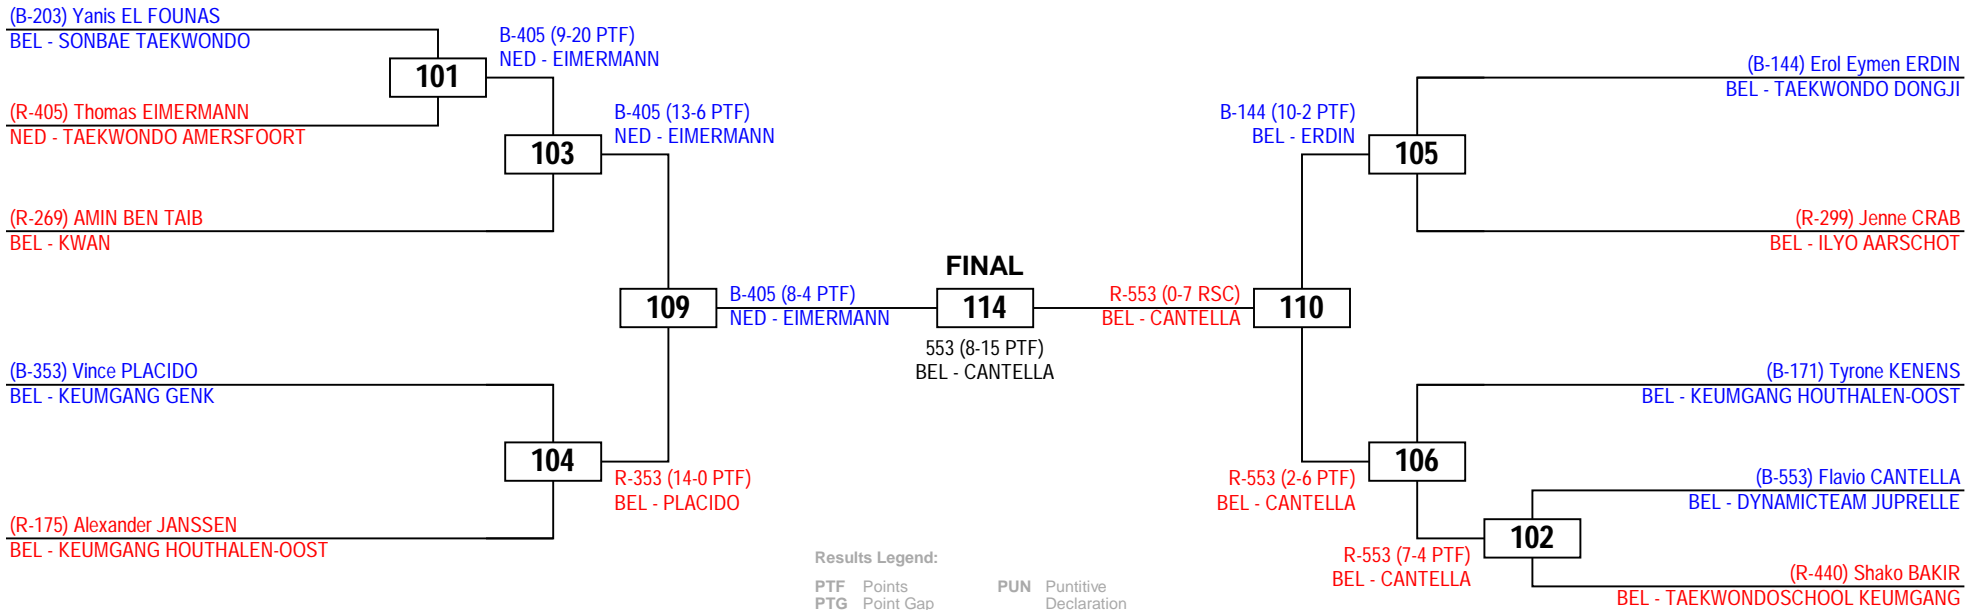 (B-203) Yanis EL FOUNAS
BEL - SONBAE TAEKWONDO
101
B-405 (9-20 PTF)
NED - EIMERMANN
(R-405) Thomas EIMERMANN
NED - TAEKWONDO AMERSFOORT
B-405 (13-6 PTF)
NED - EIMERMANN
103
(R-269) AMIN BEN TAIB
BEL - KWAN
109
B-405 (8-4 PTF)
NED - EIMERMANN
(B-353) Vince PLACIDO
BEL - KEUMGANG GENK
104
R-353 (14-0 PTF)
BEL - PLACIDO
(R-175) Alexander JANSSEN
BEL - KEUMGANG HOUTHALEN-OOST
FINAL
114
553 (8-15 PTF)
BEL - CANTELLA
(B-144) Erol Eymen ERDIN
BEL - TAEKWONDO DONGJI
B-144 (10-2 PTF)
BEL - ERDIN
105
(R-299) Jenne CRAB
BEL - ILYO AARSCHOT
R-553 (0-7 RSC)
BEL - CANTELLA
110
(B-171) Tyrone KENENS
BEL - KEUMGANG HOUTHALEN-OOST
106
R-553 (2-6 PTF)
BEL - CANTELLA
(B-553) Flavio CANTELLA
BEL - DYNAMICTEAM JUPRELLE
102
R-553 (7-4 PTF)
BEL - CANTELLA
(R-440) Shako BAKIR
BEL - TAEKWONDOSCHOOL KEUMGANG
Results Legend:
PTF Points
PTG Point Gap
PUN Puntitive
Declaration